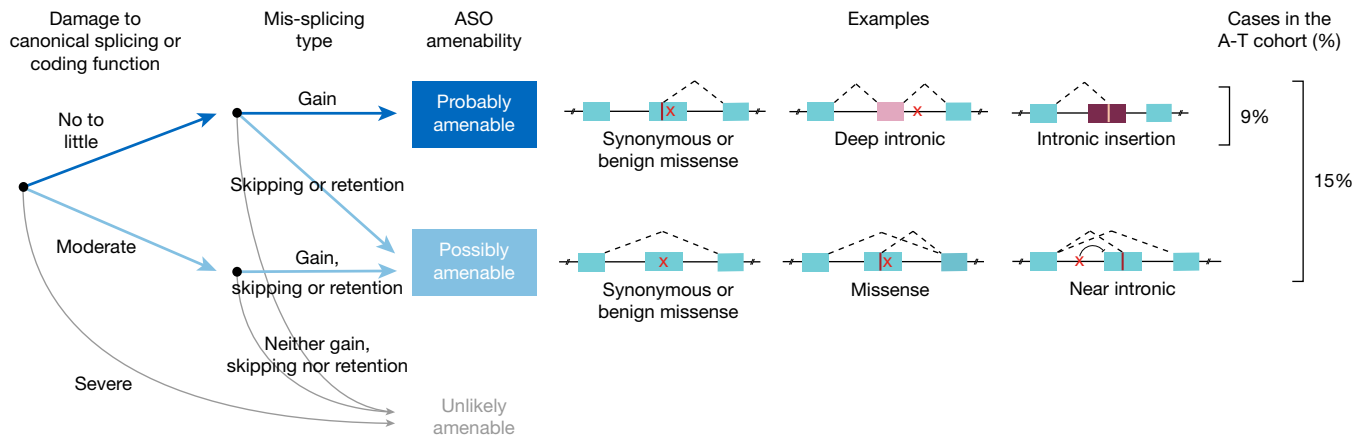 Damage to
canonical splicing or
coding function
Mis-splicing
type
ASO
amenability
Examples
Cases in the
A-T cohort (%)
No to
little
Gain
Probably
amenable
x
Synonymous or
benign missense
x
Deep intronic
Intronic insertion
9%
15%
Skipping or retention
Moderate
Gain,
skipping or retention
Possibly
amenable
x
Synonymous or
benign missense
x
Missense
x
Near intronic
Neither gain,
skipping nor retention
Severe
Unlikely
amenable